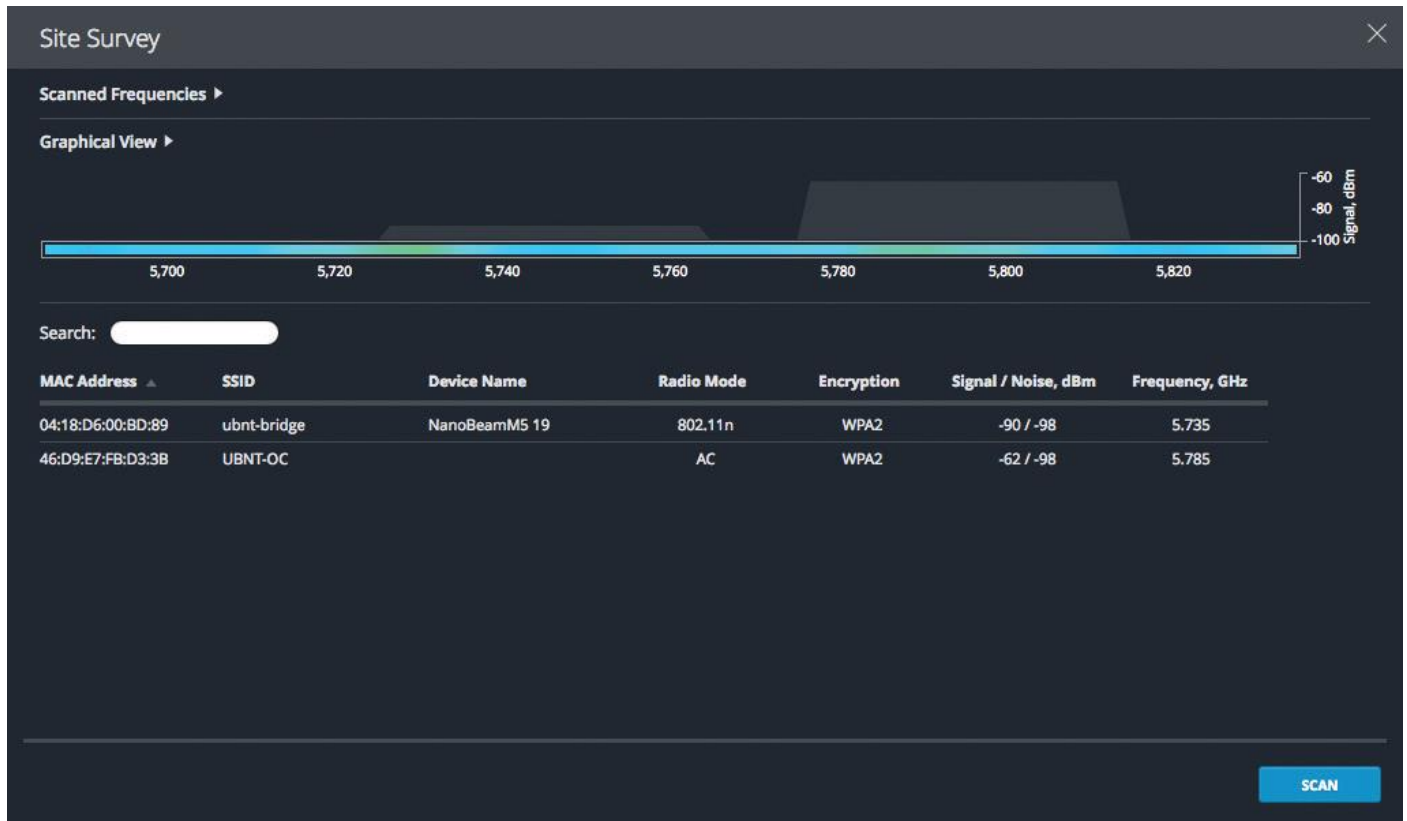 Site Survey
Scanned Frequencies
Graphical View
-60
-80
-100
Signal, dBm
5,700 5,720 5,740 5,760 5,780 5,800 5,820
Search:
MAC Address SSID Device Name Radio Mode Encryption Signal / Noise, dBm Frequency, GHz
04:18:D6:00:BD:89 ubnt-bridge NanoBeamM5 19 802.11n WPA2 -90 / -98 5.735
46:D9:E7:FB:D3:3B UBNT-OC AC WPA2 -62 / -98 5.785
SCAN